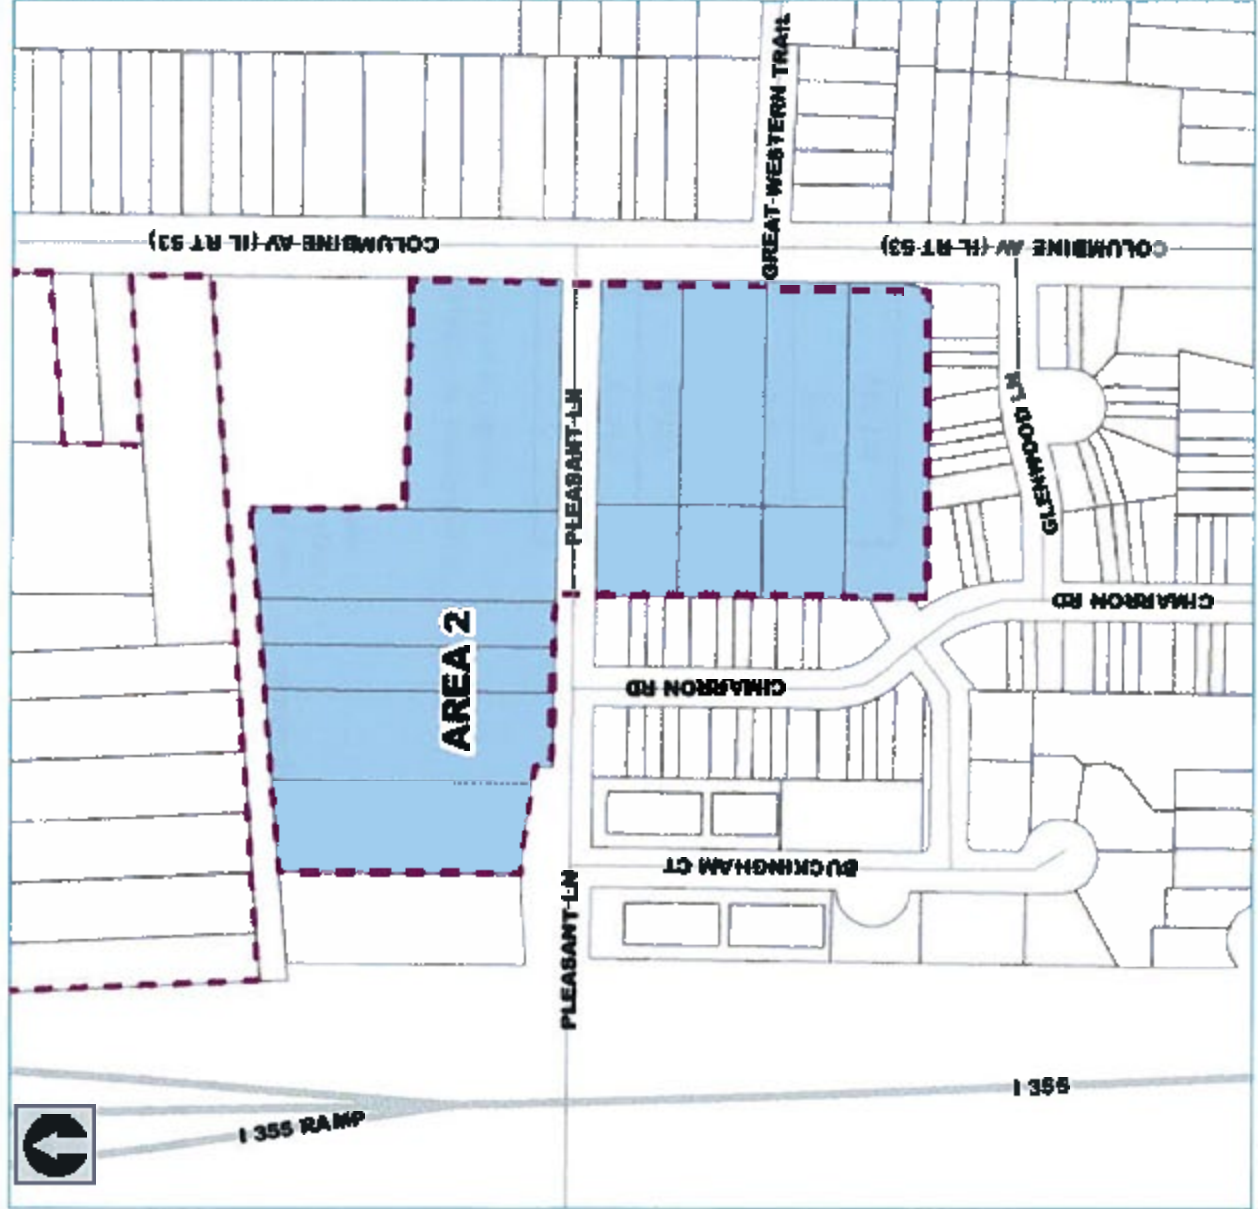 GREAT WESTERN TRAIL
COLUMBINE AV (IL RT 53)
COLUMBINE AV (IL RT 53)
PLEASANT LN
GLENWOOD LN
CIMARRON RD
AREA 2
CIMARRON RD
BUCKINGHAM CT
PLEASANT LN
I 355
I 355 RAMP